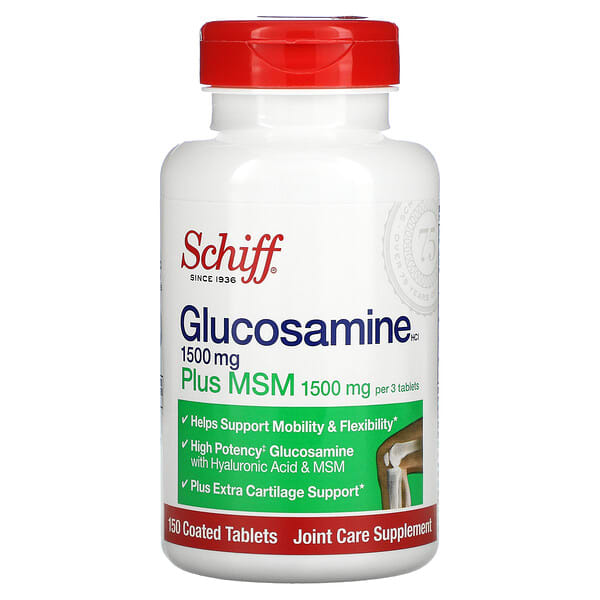 Schiff®
SINCE 1936
Glucosamine HCl
1500 mg
Plus MSM 1500 mg per 3 tablets
✓ Helps Support Mobility & Flexibility*
✓ High Potency‡ Glucosamine
with Hyaluronic Acid & MSM
✓ Plus Extra Cartilage Support*
150 Coated Tablets Joint Care Supplement
75